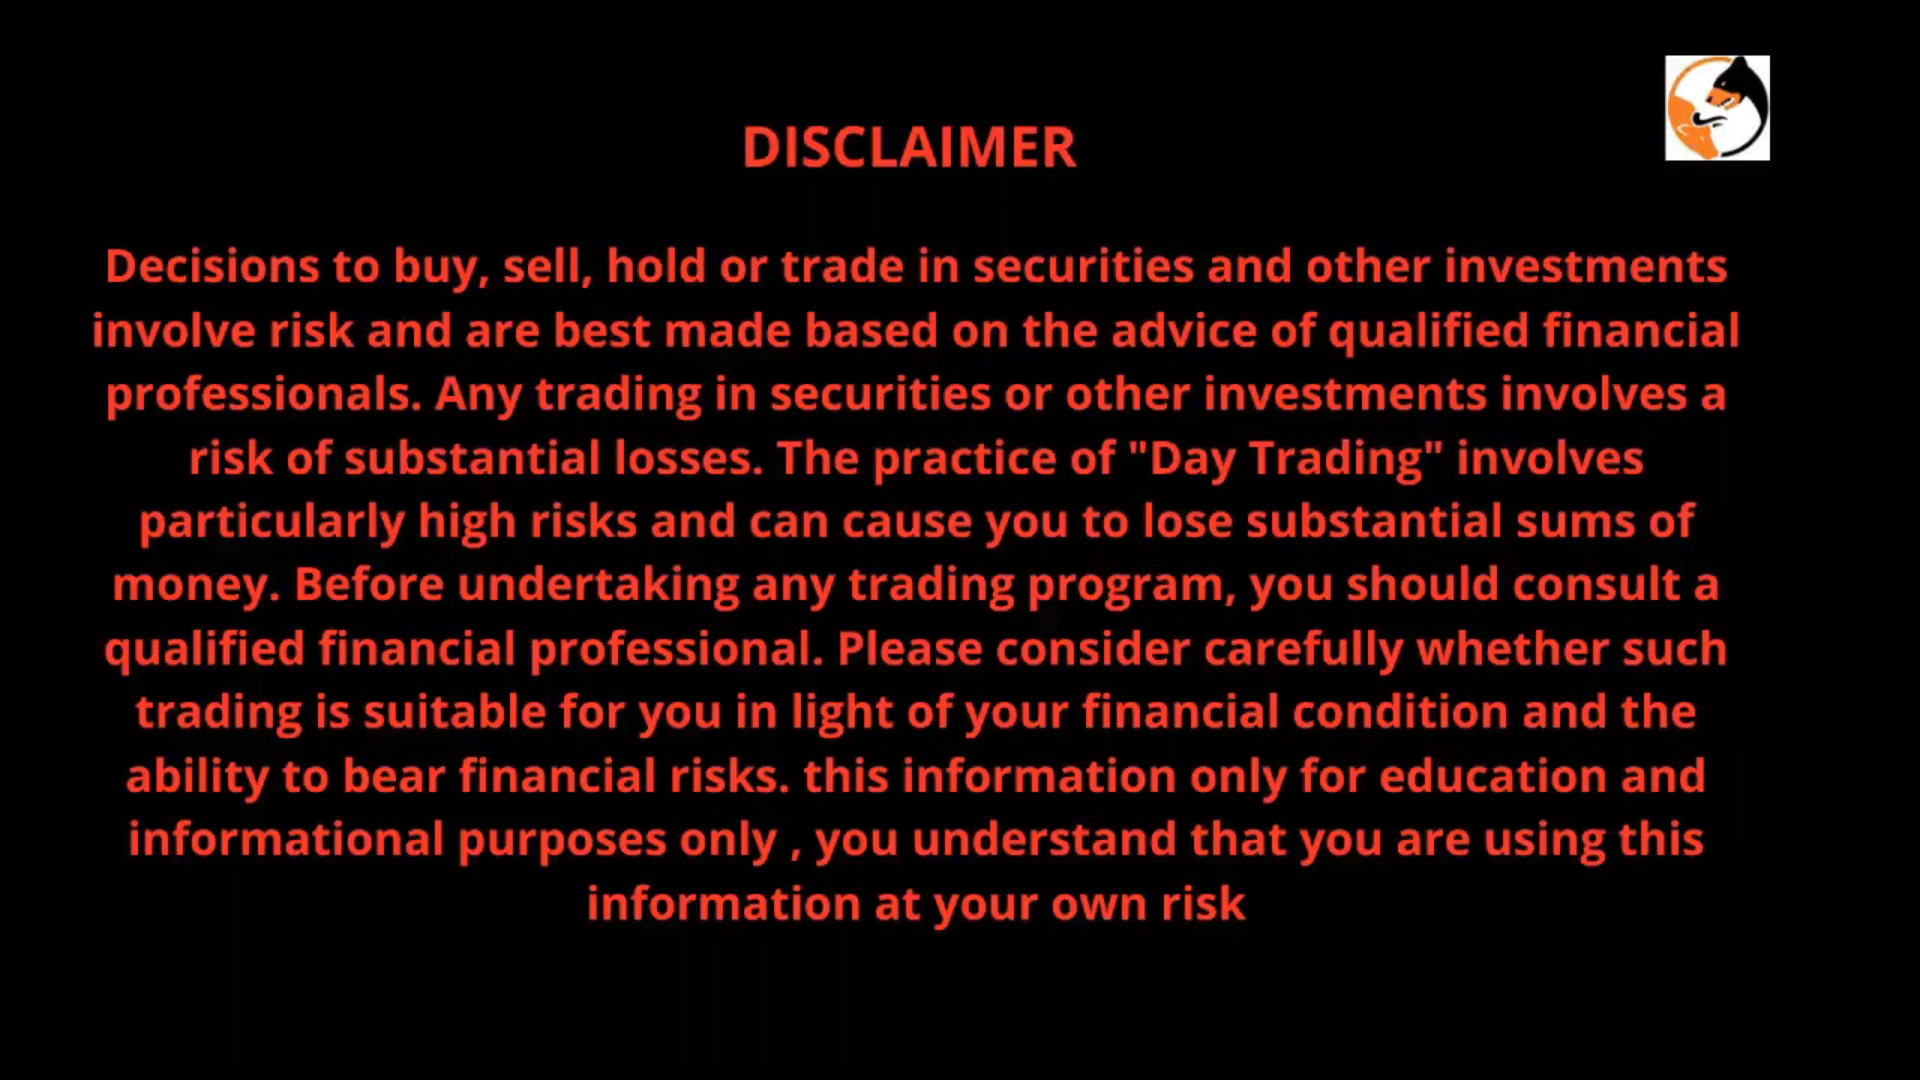 DISCLAIMER
Decisions to buy, sell, hold or trade in securities and other investments
involve risk and are best made based on the advice of qualified financial
professionals. Any trading in securities or other investments involves a
risk of substantial losses. The practice of "Day Trading" involves
particularly high risks and can cause you to lose substantial sums of
money. Before undertaking any trading program, you should consult a
qualified financial professional. Please consider carefully whether such
trading is suitable for you in light of your financial condition and the
ability to bear financial risks. this information only for education and
informational purposes only , you understand that you are using this
information at your own risk